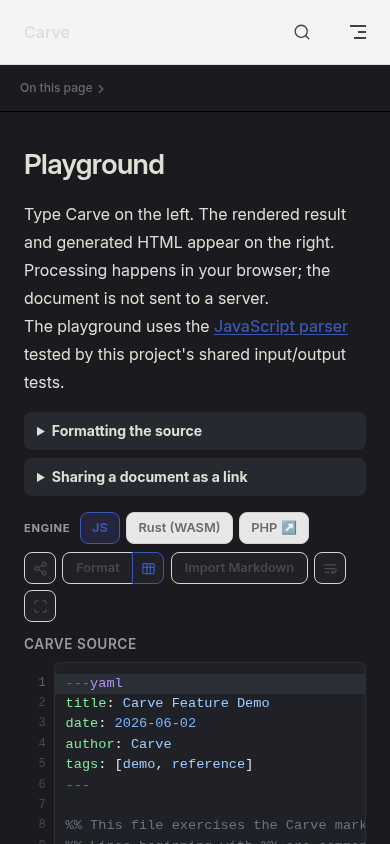 Carve
On this page
Playground
Type Carve on the left. The rendered result
and generated HTML appear on the right.
Processing happens in your browser; the
document is not sent to a server.
The playground uses the JavaScript parser
tested by this project's shared input/output
tests.
Formatting the source
Sharing a document as a link
ENGINE JS Rust (WASM) PHP ↗
Format Import Markdown
CARVE SOURCE
1 ---yaml
2 title: Carve Feature Demo
3 date: 2026-06-02
4 author: Carve
5 tags: [demo, reference]
6 ---
7
8 %% This file exercises the Carve mark